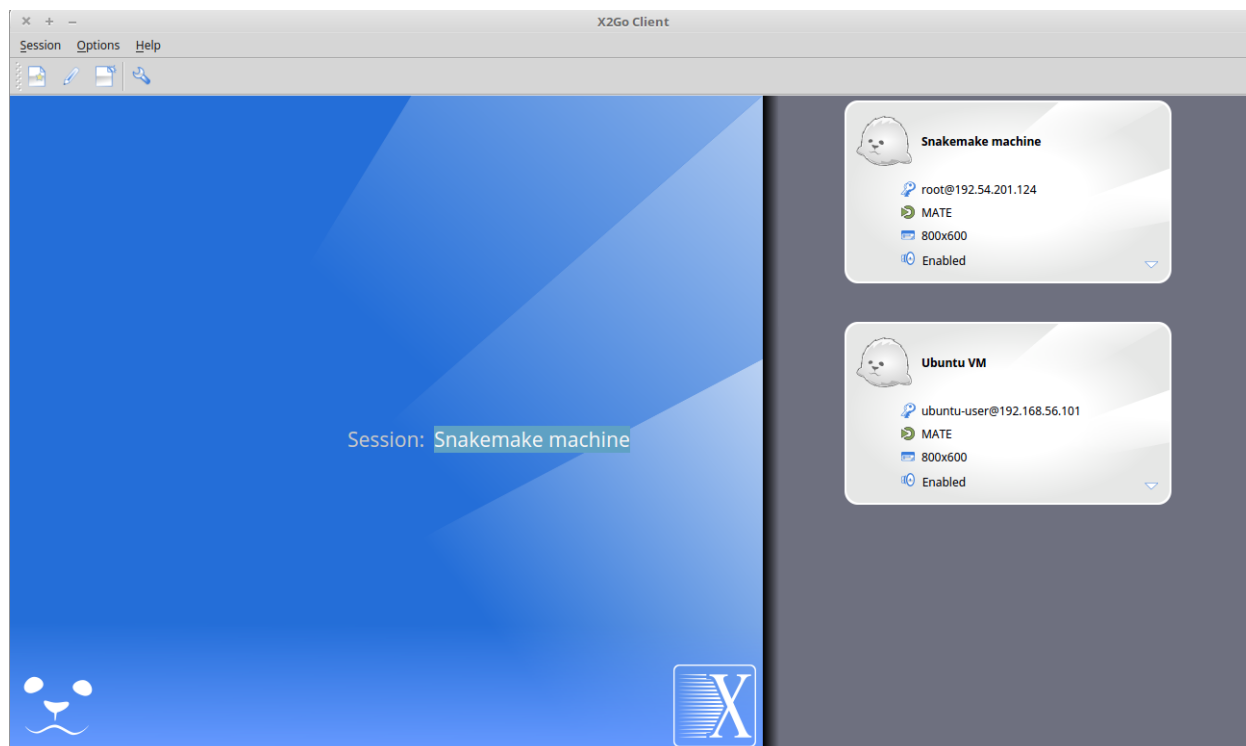 X2Go Client
Session Options Help
Snakemake machine
root@192.54.201.124
MATE
800x600
Enabled
Session: Snakemake machine
Ubuntu VM
ubuntu-user@192.168.56.101
MATE
800x600
Enabled
X